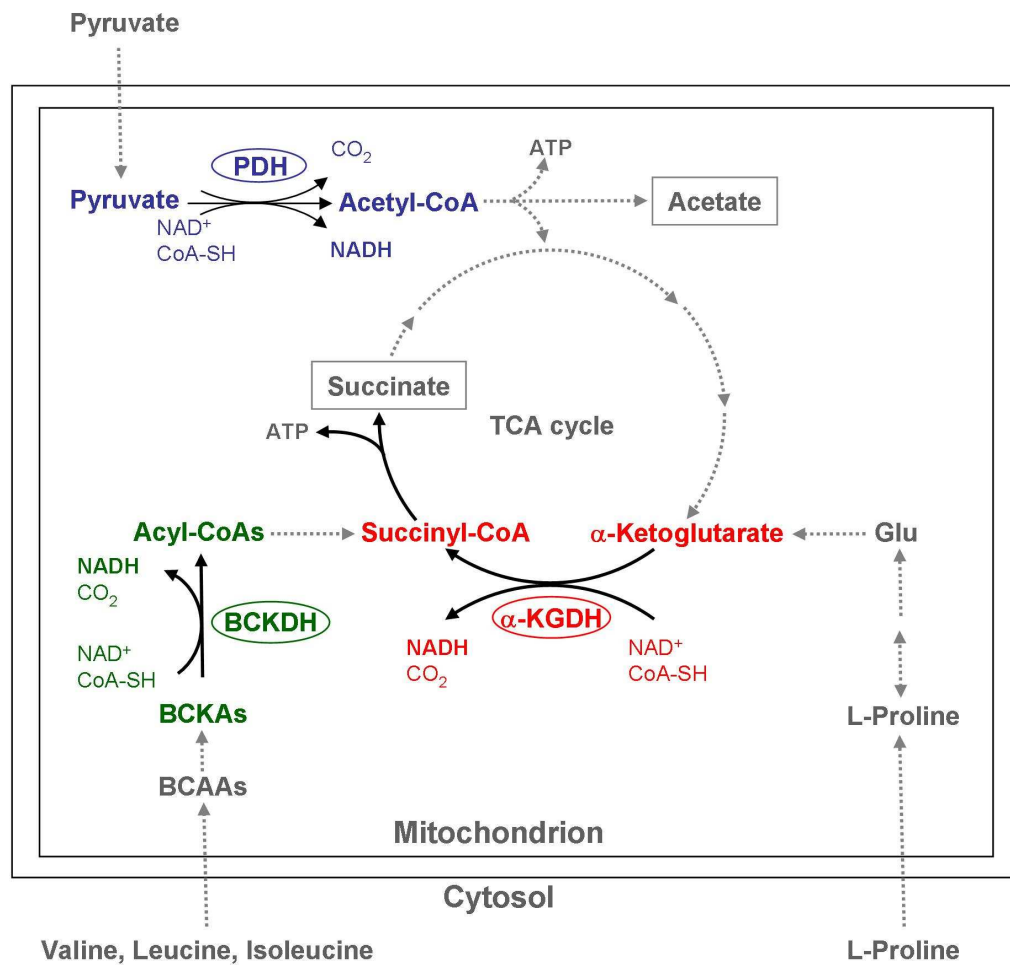 Pyruvate
PDH
CO₂
ATP
Pyruvate
Acetyl-CoA
Acetate
NAD⁺
CoA-SH
NADH
Succinate
TCA cycle
ATP
Acyl-CoAs
Succinyl-CoA
α-Ketoglutarate
Glu
NADH
CO₂
BCKDH
α-KGDH
NAD⁺
CoA-SH
NADH
CO₂
NAD⁺
CoA-SH
BCKAs
L-Proline
BCAAs
Mitochondrion
Cytosol
Valine, Leucine, Isoleucine
L-Proline